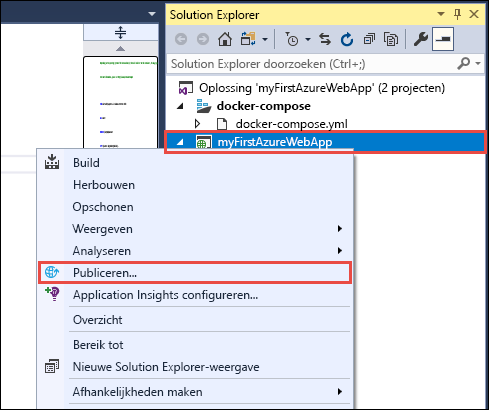 Solution Explorer
Solution Explorer doorzoeken (Ctrl+;)
Oplossing 'myFirstAzureWebApp' (2 projecten)
docker-compose
docker-compose.yml
myFirstAzureWebApp
Build
Herbouwen
Opschonen
Weergeven
Analyseren
Publiceren...
Application Insights configureren...
Overzicht
Bereik tot
Nieuwe Solution Explorer-weergave
Afhankelijkheden maken